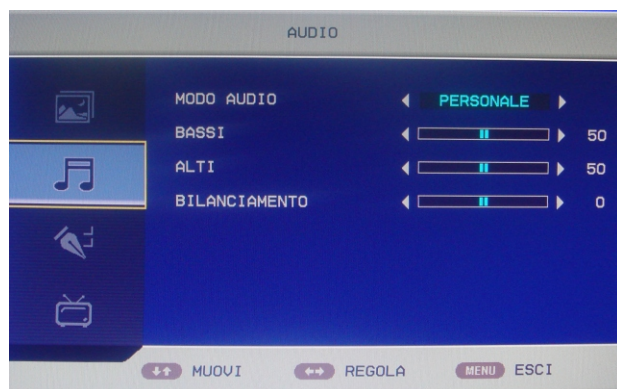 AUDIO
MODO AUDIO PERSONALE
BASSI 50
ALTI 50
BILANCIAMENTO 0
MUOVI REGOLA MENU ESCI